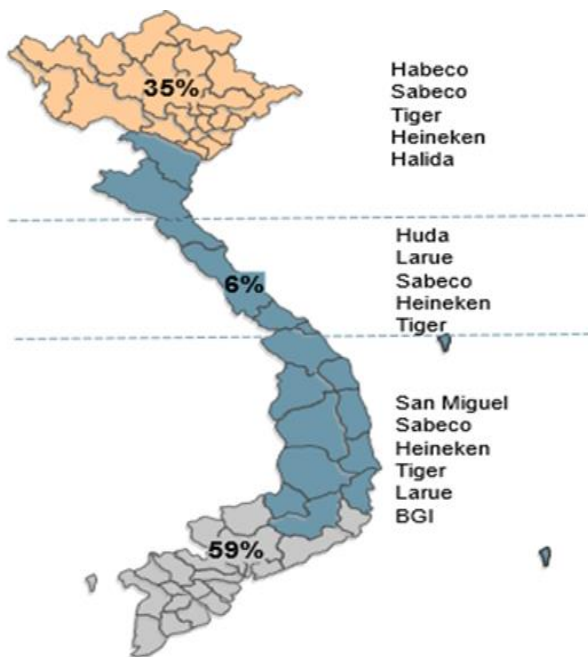 35%
Habeco
Sabeco
Tiger
Heineken
Halida
6%
Huda
Larue
Sabeco
Heineken
Tiger
59%
San Miguel
Sabeco
Heineken
Tiger
Larue
BGI